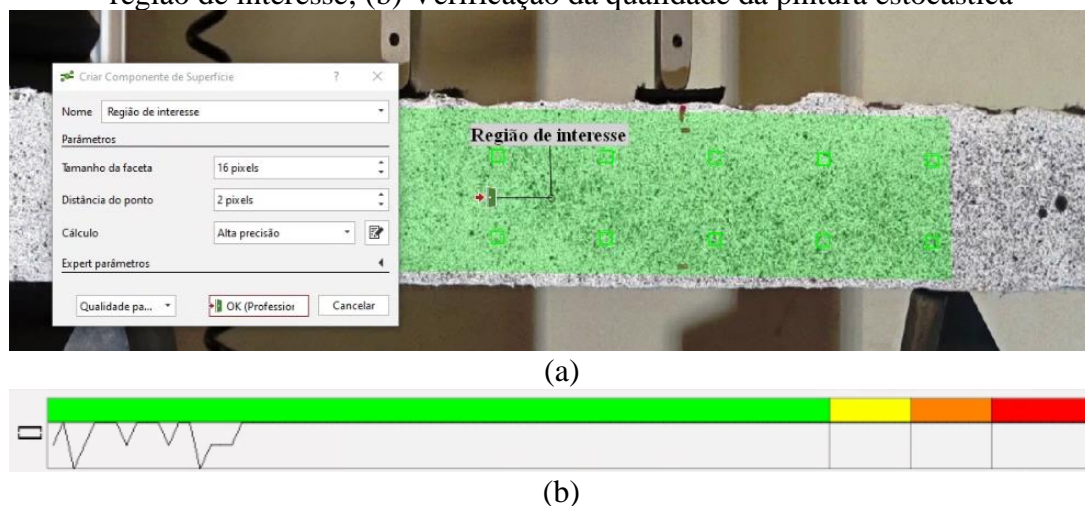 região de interesse; (b) Verificação da qualidade da pintura estocástica
Criar Componente de Superfície ? ×
Nome Região de interesse
Parâmetros
Tamanho da faceta 16 pixels
Distância do ponto 2 pixels
Cálculo Alta precisão
Expert parâmetros
Qualidade pa... OK (Profession Cancelar
Região de interesse
(a)
(b)